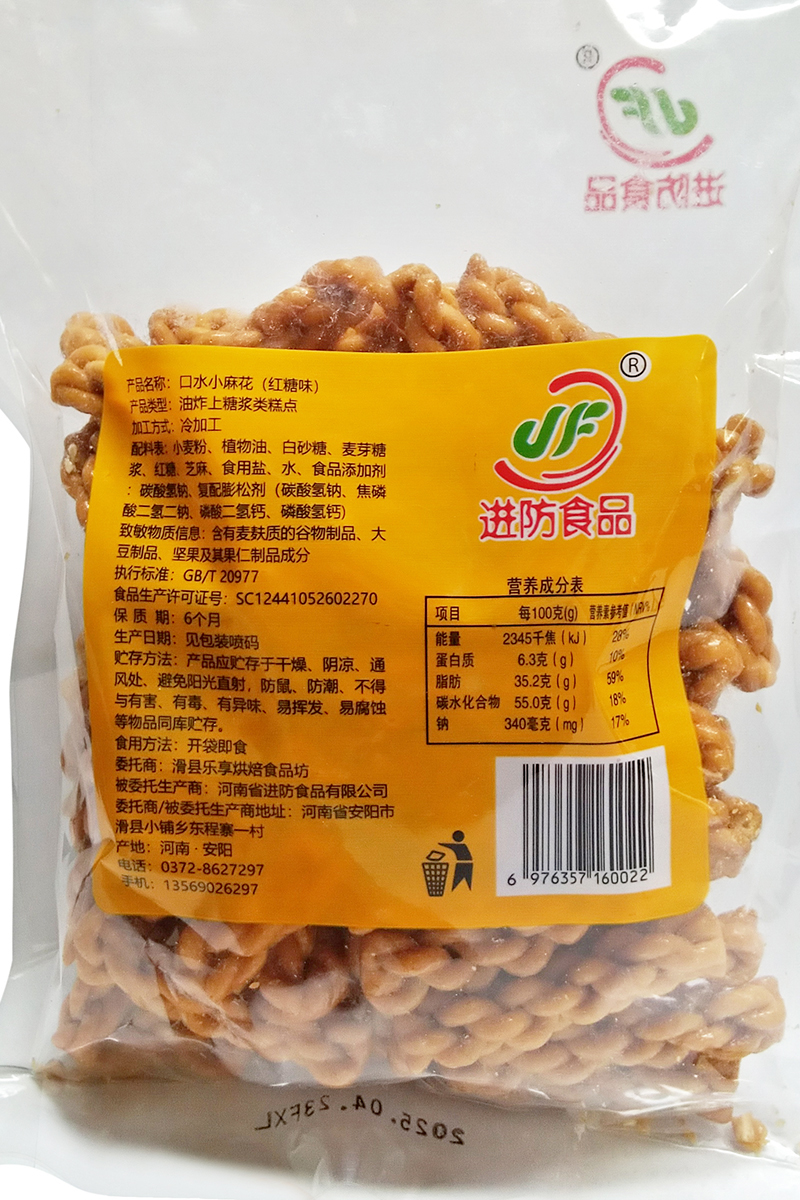 ®
进防食品
产品名称：口水小麻花（红糖味）
产品类型：油炸上糖浆类糕点
加工方式：冷加工
配料表：小麦粉、植物油、白砂糖、麦芽糖
浆、红糖、芝麻、食用盐、水、食品添加剂
：碳酸氢钠、复配膨松剂（碳酸氢钠、焦磷
酸二氢二钠、磷酸二氢钙、磷酸氢钙）
致敏物质信息：含有麦麸质的谷物制品、大
豆制品、坚果及其果仁制品成分
执行标准：GB/T 20977
食品生产许可证号：SC12441052602270
保 质 期：6个月
生产日期：见包装喷码
贮存方法：产品应贮存于干燥、阴凉、通
风处、避免阳光直射，防鼠、防潮、不得
与有害、有毒、有异味、易挥发、易腐蚀
等物品同库贮存。
食用方法：开袋即食
委托商：滑县乐享烘焙食品坊
被委托生产商：河南省进防食品有限公司
委托商/被委托生产商地址：河南省安阳市
滑县小铺乡东程寨一村
产地：河南·安阳
电话：0372-8627297
手机：13569026297
JF®
进防食品
营养成分表
项目 每100克(g) 营养素参考值（NRV%）
能量 2345千焦（kJ） 28%
蛋白质 6.3克（g） 10%
脂肪 35.2克（g） 59%
碳水化合物 55.0克（g） 18%
钠 340毫克（mg） 17%
6 976357 160022
2025.04.23FXL